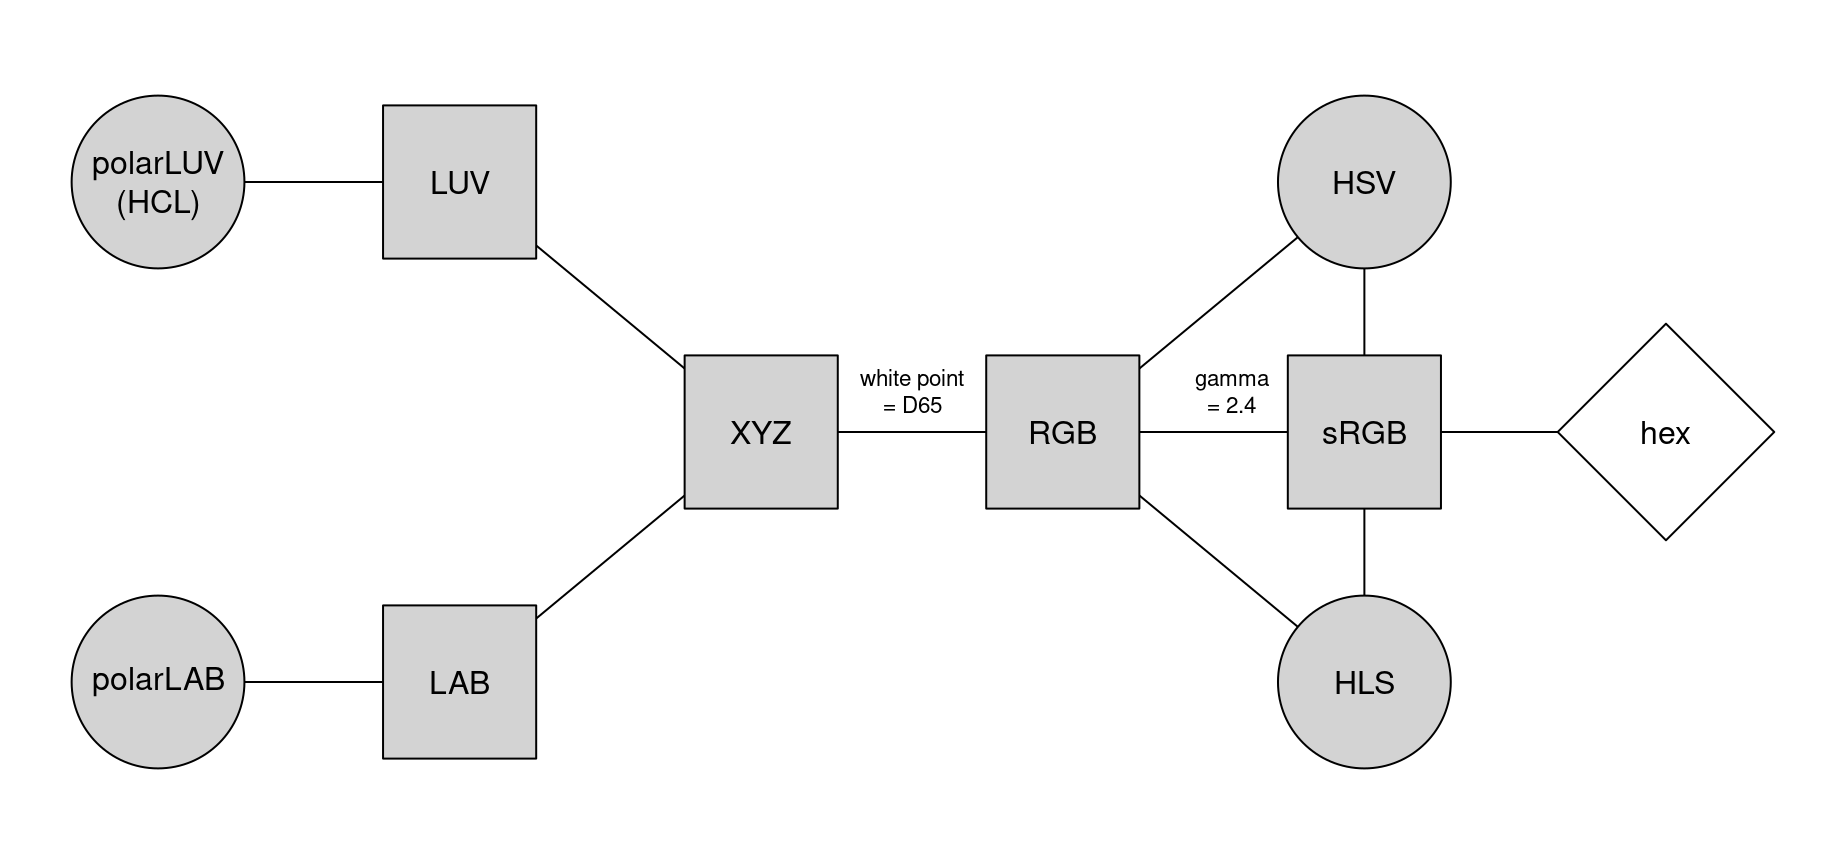 polarLUV
(HCL)
LUV
HSV
XYZ
white point
= D65
RGB
gamma
= 2.4
sRGB
hex
polarLAB
LAB
HLS